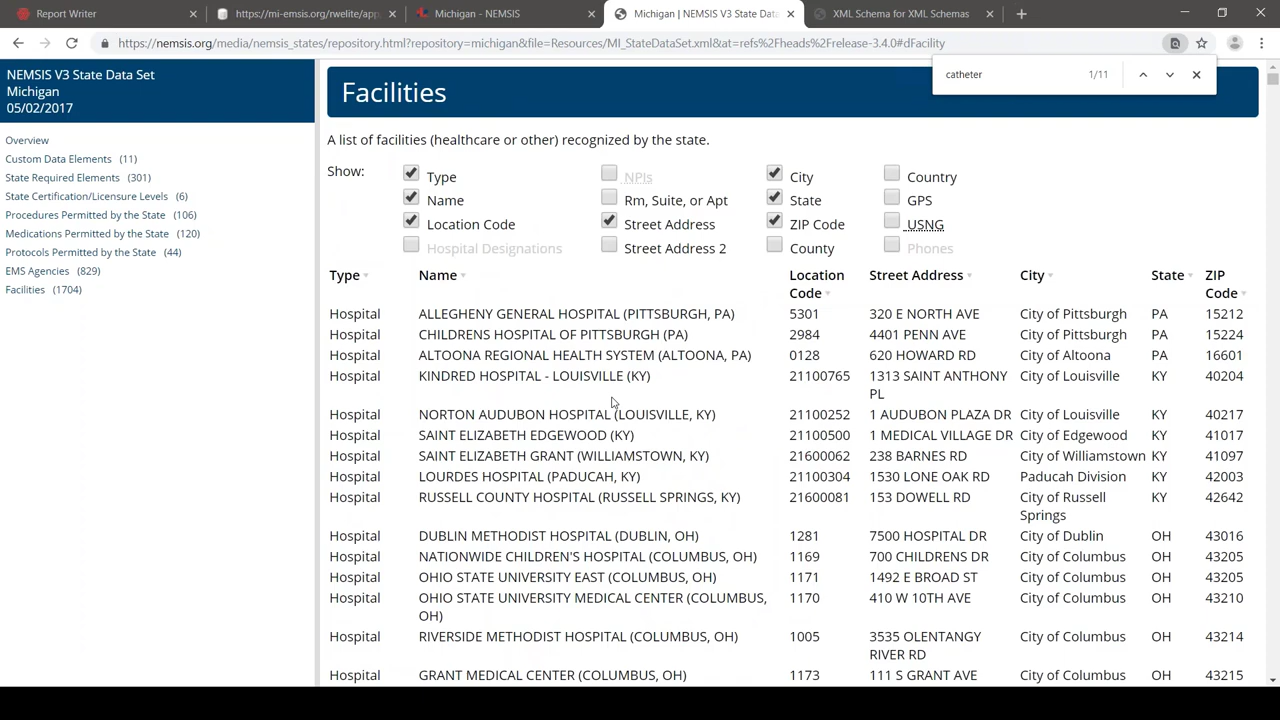 Report Writer
https://mi-emsis.org/rwelite/app
Michigan - NEMSIS
Michigan | NEMSIS V3 State Data
XML Schema for XML Schemas
https://nemsis.org/media/nemsis_states/repository.html?repository=michigan&file=Resources/MI_StateDataSet.xml&at=refs%2Fheads%2Frelease-3.4.0#dFacility
catheter 1/11
NEMSIS V3 State Data Set
Michigan
05/02/2017
Overview
Custom Data Elements (11)
State Required Elements (301)
State Certification/Licensure Levels (6)
Procedures Permitted by the State (106)
Medications Permitted by the State (120)
Protocols Permitted by the State (44)
EMS Agencies (829)
Facilities (1704)
Facilities
A list of facilities (healthcare or other) recognized by the state.
Show:
Type NPIs City Country
Name Rm, Suite, or Apt State GPS
Location Code Street Address ZIP Code USNG
Hospital Designations Street Address 2 County Phones
Type Name Location Street Address City State ZIP
Code Code
Hospital ALLEGHENY GENERAL HOSPITAL (PITTSBURGH, PA) 5301 320 E NORTH AVE City of Pittsburgh PA 15212
Hospital CHILDRENS HOSPITAL OF PITTSBURGH (PA) 2984 4401 PENN AVE City of Pittsburgh PA 15224
Hospital ALTOONA REGIONAL HEALTH SYSTEM (ALTOONA, PA) 0128 620 HOWARD RD City of Altoona PA 16601
Hospital KINDRED HOSPITAL - LOUISVILLE (KY) 21100765 1313 SAINT ANTHONY City of Louisville KY 40204
PL
Hospital NORTON AUDUBON HOSPITAL (LOUISVILLE, KY) 21100252 1 AUDUBON PLAZA DR City of Louisville KY 40217
Hospital SAINT ELIZABETH EDGEWOOD (KY) 21100500 1 MEDICAL VILLAGE DR City of Edgewood KY 41017
Hospital SAINT ELIZABETH GRANT (WILLIAMSTOWN, KY) 21600062 238 BARNES RD City of Williamstown KY 41097
Hospital LOURDES HOSPITAL (PADUCAH, KY) 21100304 1530 LONE OAK RD Paducah Division KY 42003
Hospital RUSSELL COUNTY HOSPITAL (RUSSELL SPRINGS, KY) 21600081 153 DOWELL RD City of Russell KY 42642
Springs
Hospital DUBLIN METHODIST HOSPITAL (DUBLIN, OH) 1281 7500 HOSPITAL DR City of Dublin OH 43016
Hospital NATIONWIDE CHILDREN'S HOSPITAL (COLUMBUS, OH) 1169 700 CHILDRENS DR City of Columbus OH 43205
Hospital OHIO STATE UNIVERSITY EAST (COLUMBUS, OH) 1171 1492 E BROAD ST City of Columbus OH 43205
Hospital OHIO STATE UNIVERSITY MEDICAL CENTER (COLUMBUS, 1170 410 W 10TH AVE City of Columbus OH 43210
OH)
Hospital RIVERSIDE METHODIST HOSPITAL (COLUMBUS, OH) 1005 3535 OLENTANGY City of Columbus OH 43214
RIVER RD
Hospital GRANT MEDICAL CENTER (COLUMBUS, OH) 1173 111 S GRANT AVE City of Columbus OH 43215